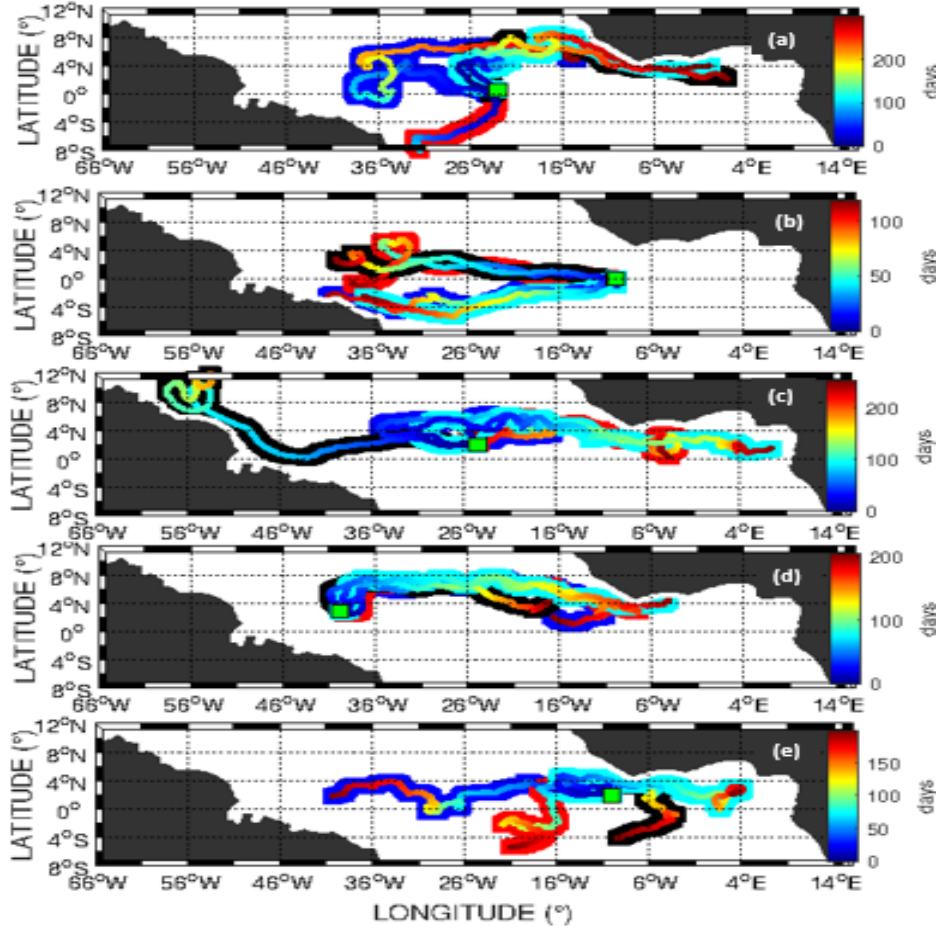 12°N
8°N (a) 200
4°N
LATITUDE (°) 0° 100 days
4°S
8°S 0
66°W 56°W 46°W 36°W 26°W 16°W 6°W 4°E 14°E
12°N
8°N (b) 100
4°N
LATITUDE (°) 0° 50 days
4°S
8°S 0
66°W 56°W 46°W 36°W 26°W 16°W 6°W 4°E 14°E
12°N
8°N (c) 200
4°N
LATITUDE (°) 0° 100 days
4°S
8°S 0
66°W 56°W 46°W 36°W 26°W 16°W 6°W 4°E 14°E
12°N 200
8°N (d)
4°N
LATITUDE (°) 0° 100 days
4°S
8°S 0
66°W 56°W 46°W 36°W 26°W 16°W 6°W 4°E 14°E
12°N
8°N (e) 150
4°N 100
LATITUDE (°) 0° days
4°S 50
8°S 0
66°W 56°W 46°W 36°W 26°W 16°W 6°W 4°E 14°E
LONGITUDE (°)